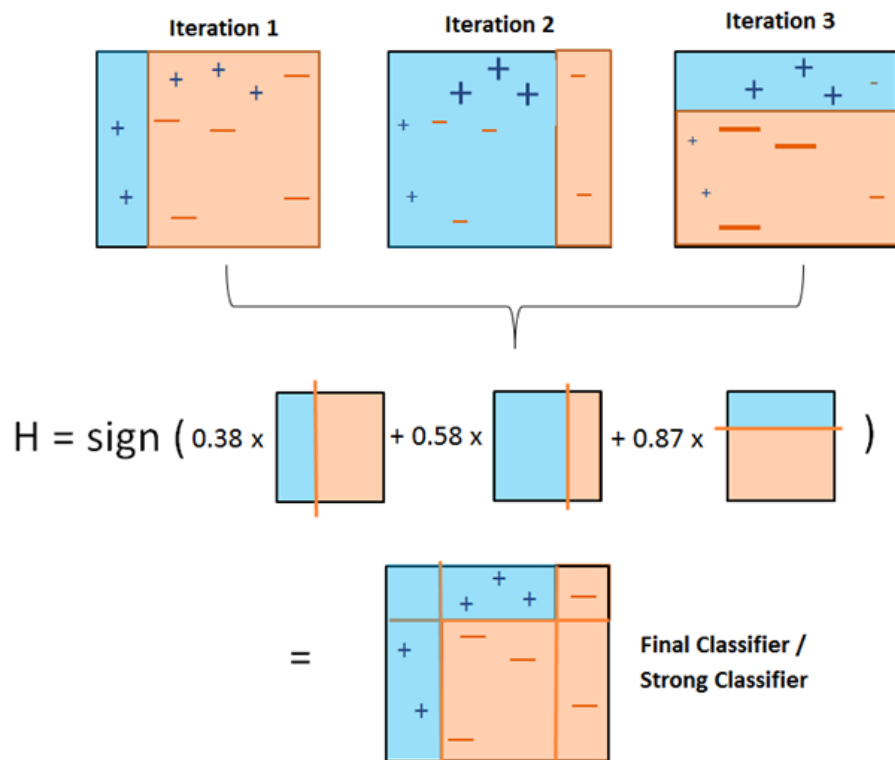 Iteration 1 Iteration 2 Iteration 3
H = sign ( 0.38 x + 0.58 x + 0.87 x )
=
Final Classifier /
Strong Classifier